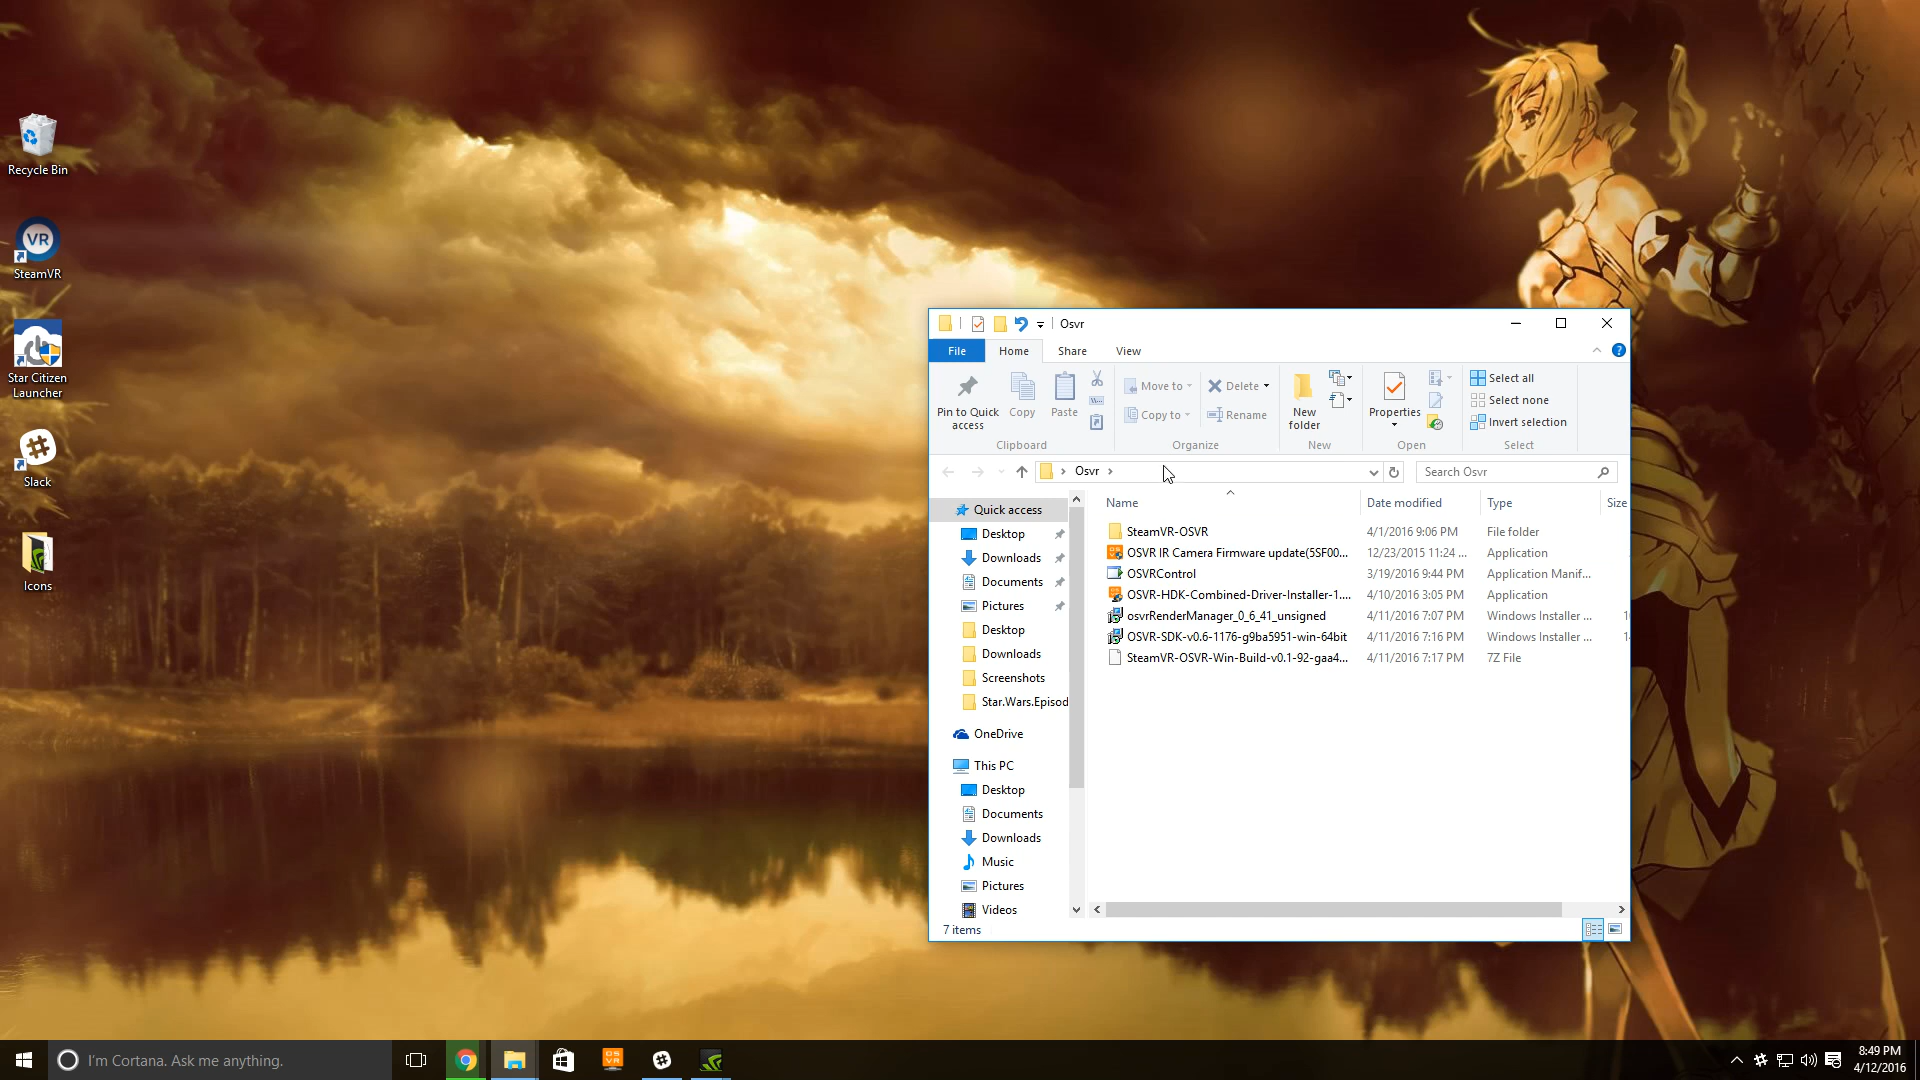 Recycle Bin
VR
SteamVR
Star Citizen
Launcher
Slack
Icons
Osvr
File
Home
Share
View
Pin to Quick
access
Copy
Paste
Move to
Copy to
Delete
Rename
New
folder
Properties
Select all
Select none
Invert selection
Clipboard
Organize
New
Open
Select
Osvr
Search Osvr
Name
Date modified
Type
Size
Quick access
Desktop
Downloads
Documents
Pictures
Desktop
Downloads
Screenshots
Star.Wars.Episod
OneDrive
This PC
Desktop
Documents
Downloads
Music
Pictures
Videos
SteamVR-OSVR 4/1/2016 9:06 PM File folder
OSVR IR Camera Firmware update(5SF00... 12/23/2015 11:24 ... Application
OSVRControl 3/19/2016 9:44 PM Application Manif...
OSVR-HDK-Combined-Driver-Installer-1.... 4/10/2016 3:05 PM Application
osvrRenderManager_0_6_41_unsigned 4/11/2016 7:07 PM Windows Installer ...
OSVR-SDK-v0.6-1176-g9ba5951-win-64bit 4/11/2016 7:16 PM Windows Installer ...
SteamVR-OSVR-Win-Build-v0.1-92-gaa4... 4/11/2016 7:17 PM 7Z File
7 items
I'm Cortana. Ask me anything.
OS
VR
8:49 PM
4/12/2016